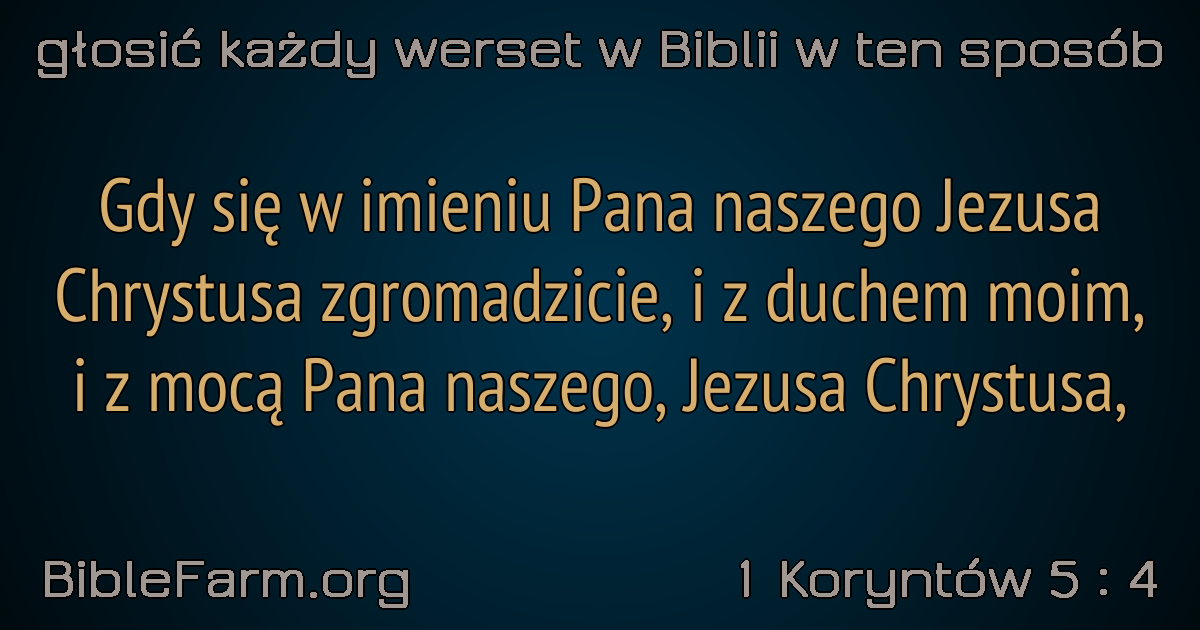 głosić każdy werset w Biblii w ten sposób
Gdy się w imieniu Pana naszego Jezusa
Chrystusa zgromadzicie, i z duchem moim,
i z mocą Pana naszego, Jezusa Chrystusa,
BibleFarm.org
1 Koryntów 5 : 4